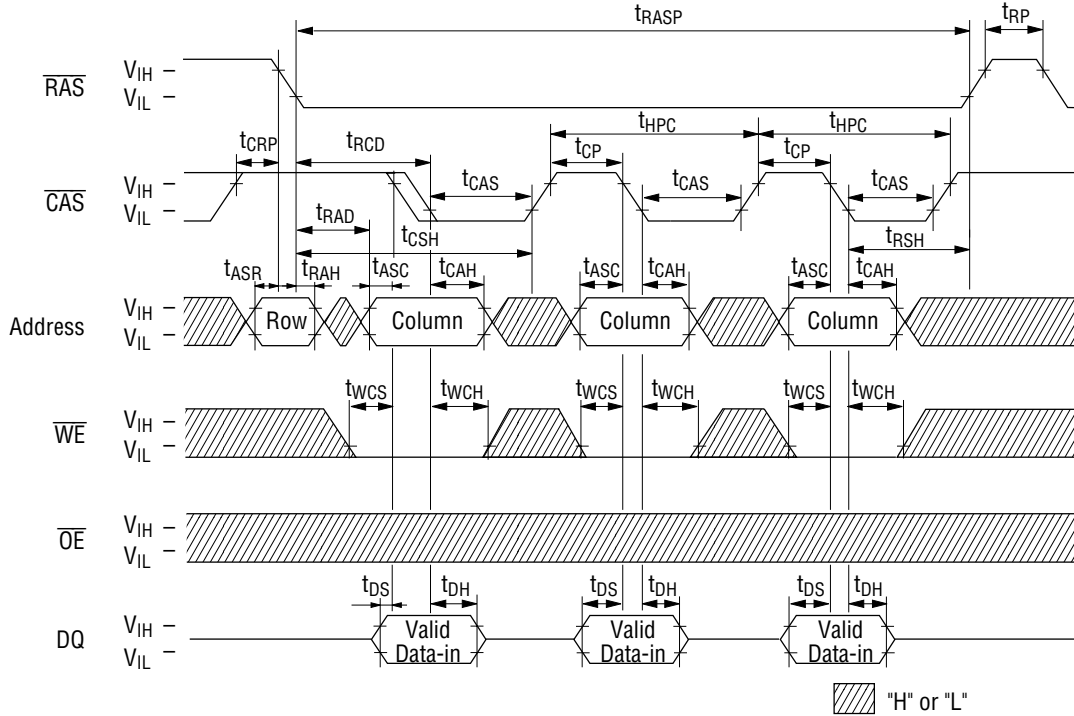 tRASP tRP
RAS VIH
VIL
tCRP tRCD tHPC tHPC
tCP tCP
CAS VIH
VIL
tCAS tCAS tCAS
tRAD tCSH tRSH
tASR tRAH tASC tCAH tASC tCAH tASC tCAH
Address VIH
VIL
Row Column Column Column
tWCS tWCH tWCS tWCH tWCS tWCH
WE VIH
VIL
OE VIH
VIL
tDS tDH tDS tDH tDS tDH
DQ VIH
VIL
Valid Data-in
Valid Data-in
Valid Data-in
"H" or "L"